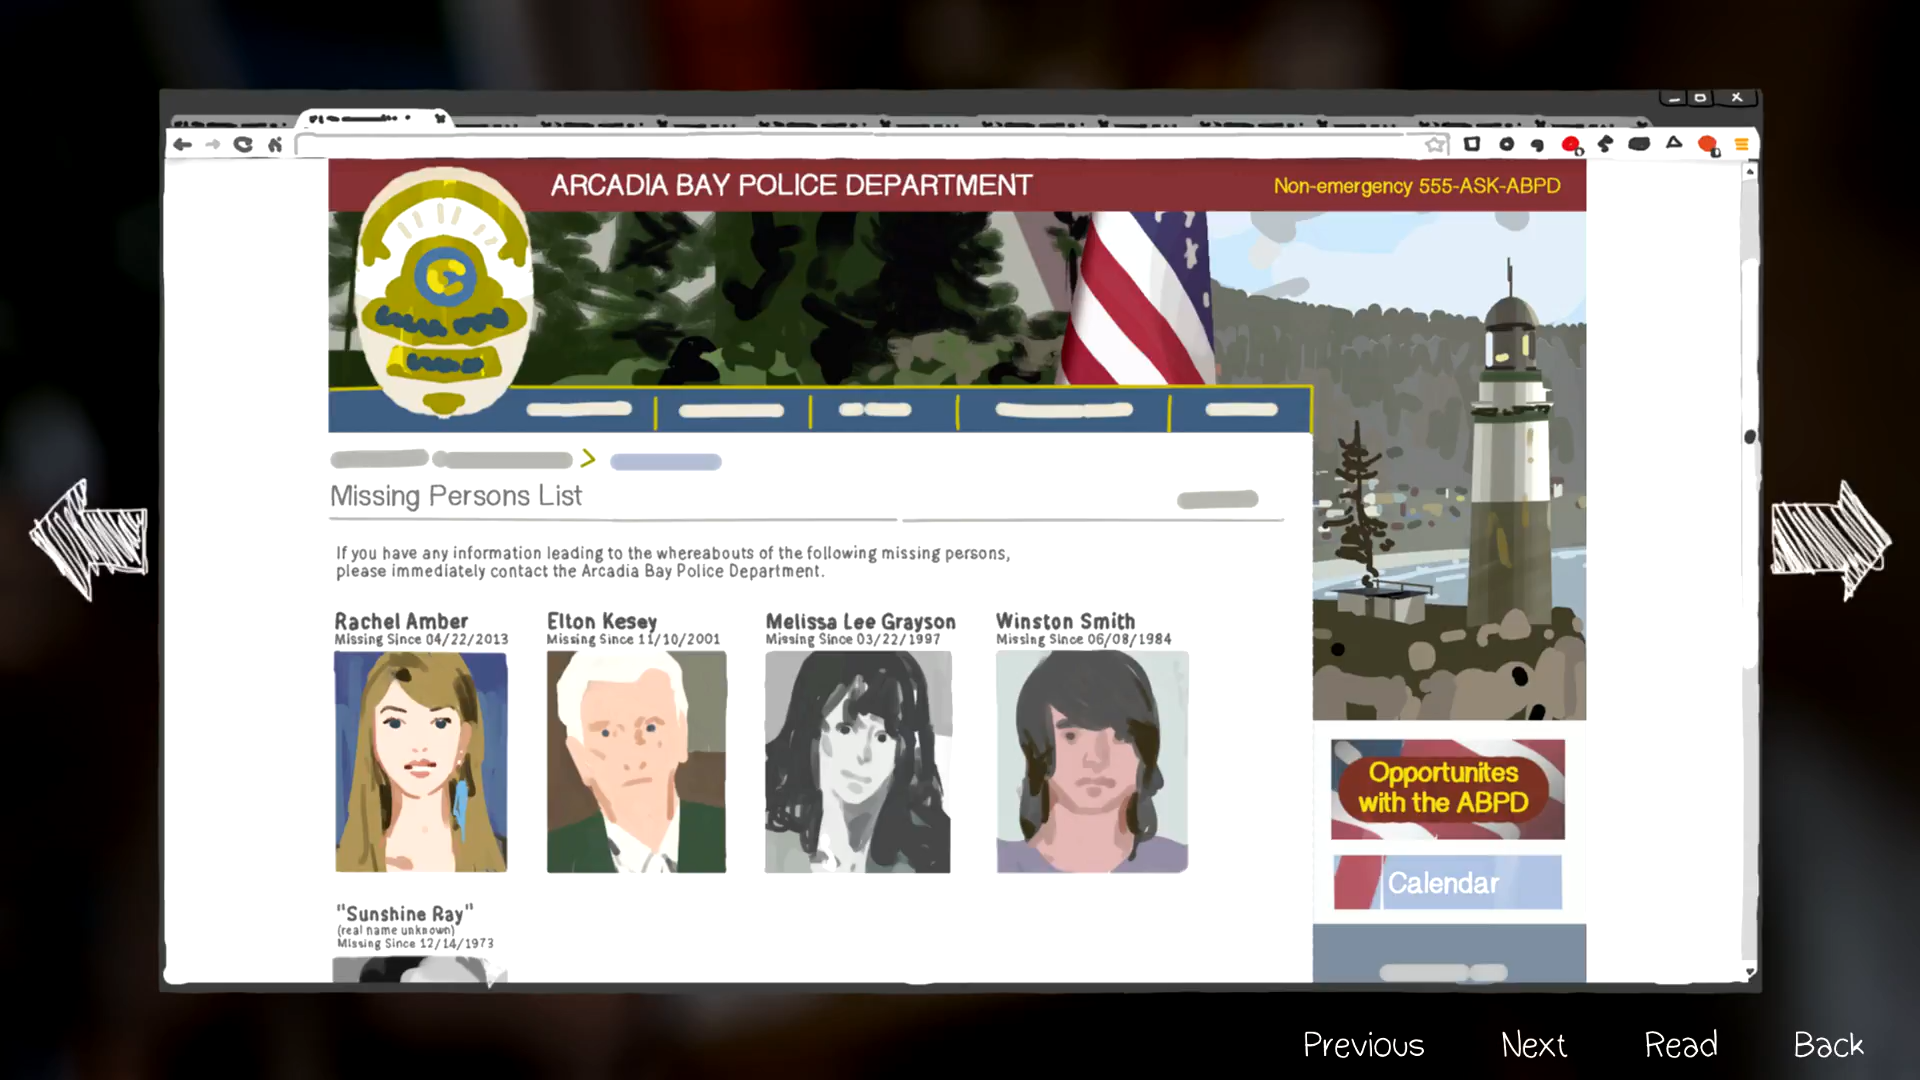 ARCADIA BAY POLICE DEPARTMENT
Non-emergency 555-ASK-ABPD
Missing Persons List
If you have any information leading to the whereabouts of the following missing persons,
please immediately contact the Arcadia Bay Police Department.
Rachel Amber
Missing Since 04/22/2013
Elton Kesey
Missing Since 11/10/2001
Melissa Lee Grayson
Missing Since 03/22/1997
Winston Smith
Missing Since 06/08/1984
"Sunshine Ray"
(real name unknown)
Missing Since 12/14/1973
Opportunites
with the ABPD
Calendar
Previous
Next
Read
Back